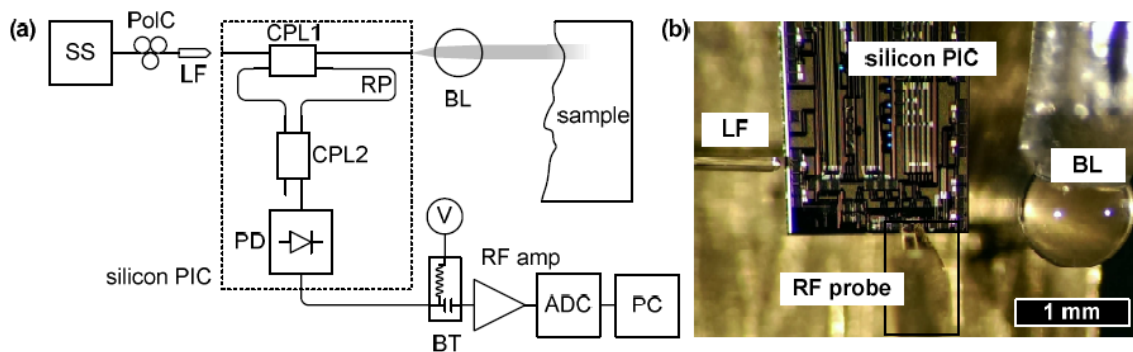 (a)
SS
PolC
LF
CPL1
RP
CPL2
PD
silicon PIC
BL
sample
V
RF amp
ADC
PC
BT
(b)
silicon PIC
LF
BL
RF probe
1 mm